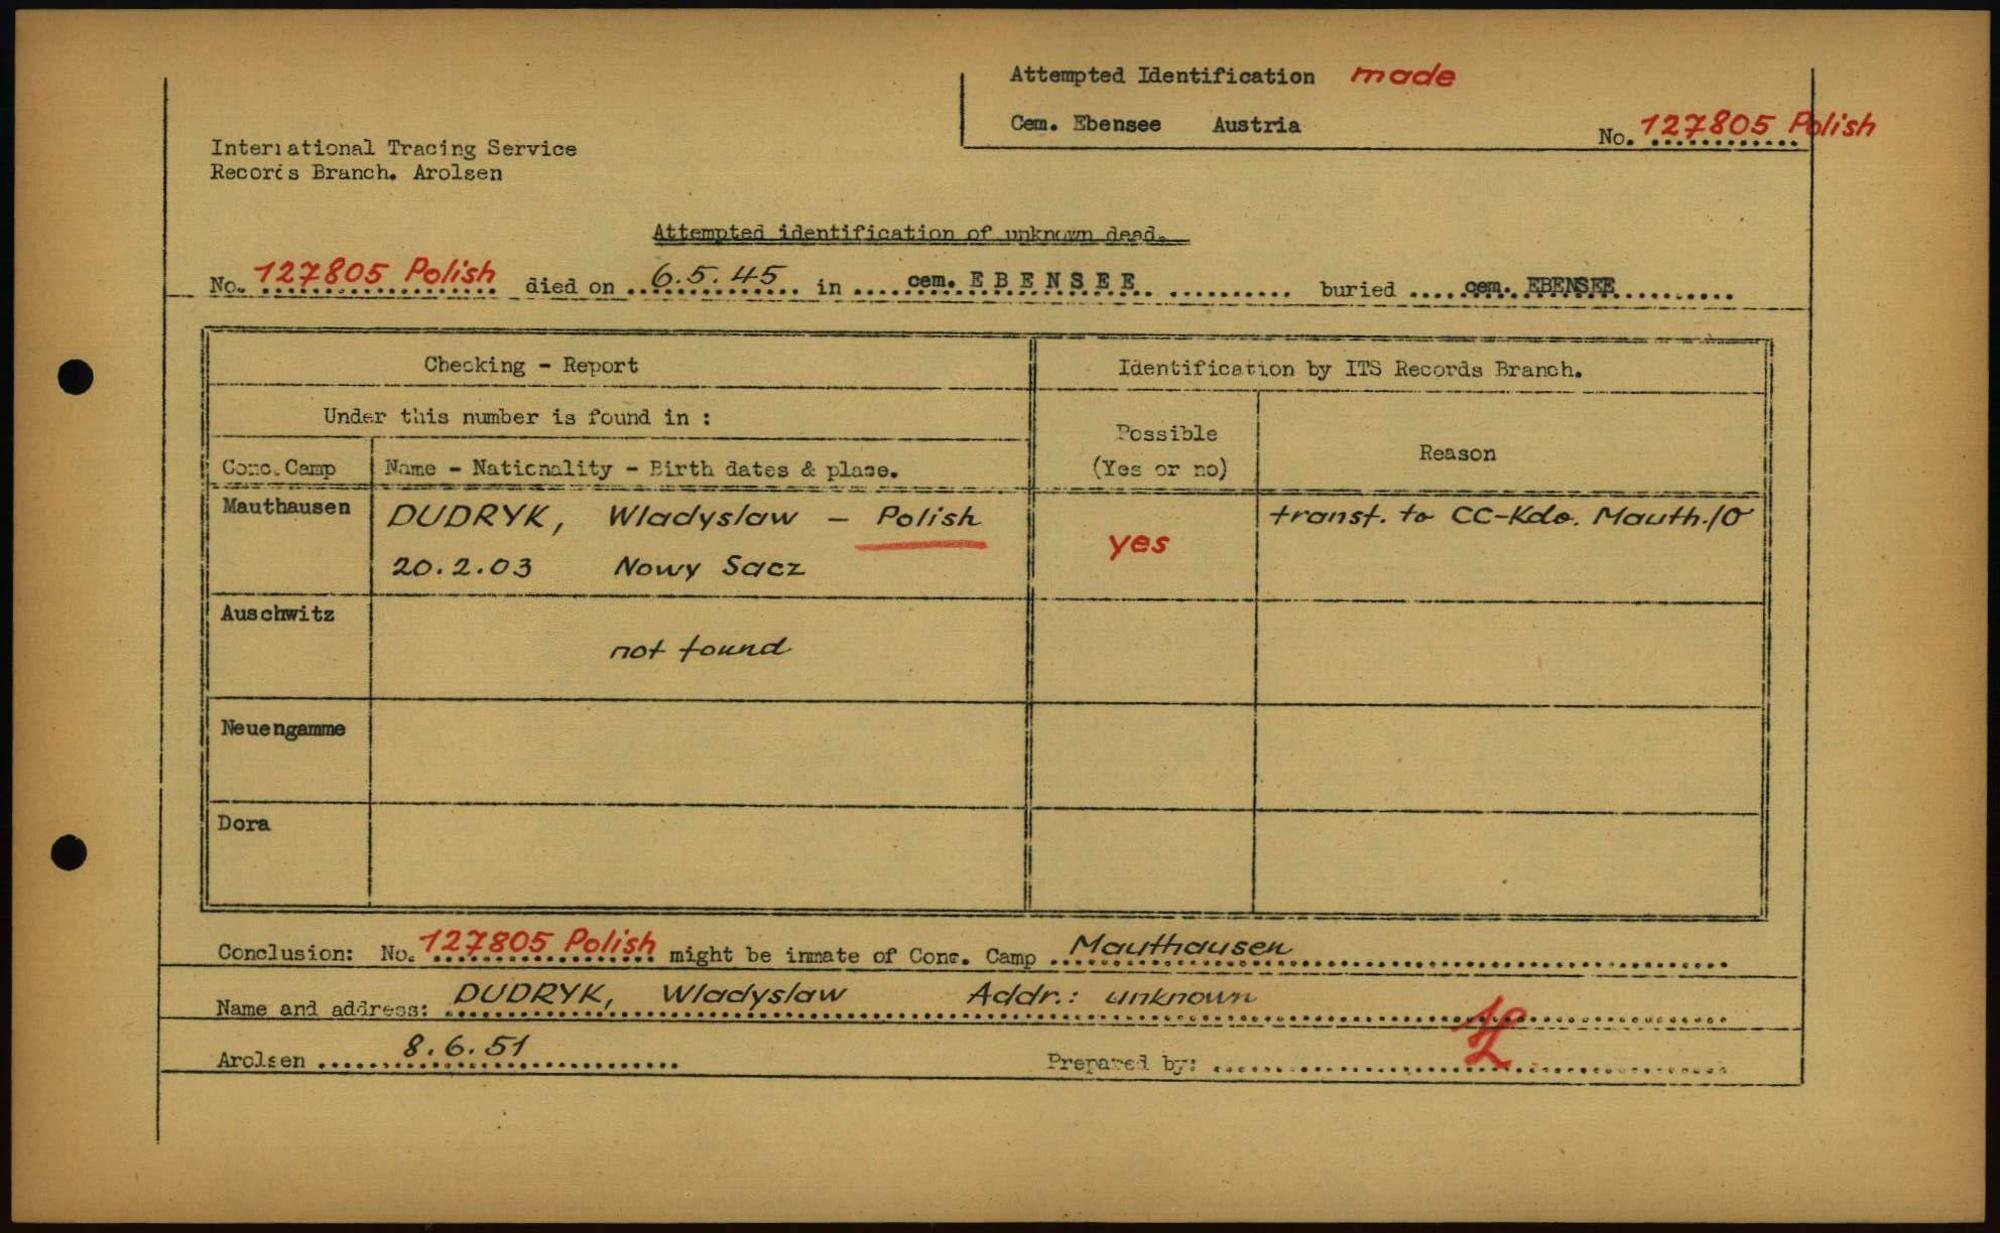 Attempted Identification made
Cem. Ebensee Austria
No. 127805 Polish
International Tracing Service
Records Branch. Arolsen
Attempted identification of unknown dead.
No. 127805 Polish died on 6.5.45 in cem. EBENSEE buried cem. EBENSEE
Checking - Report
Identification by ITS Records Branch.
Under this number is found in :
Possible
(Yes or no)
Reason
Conc. Camp Name - Nationality - Birth dates & place.
Mauthausen DUDRYK, Wladyslaw - Polish yes transf. to CC-Kdo. Mauth./O
20.2.03 Nowy Sacz
Auschwitz
not found
Neuengamme
Dora
Conclusion: No. 127805 Polish might be inmate of Conc. Camp Mauthausen
Name and address: DUDRYK, Wladyslaw Addr.: unknown
Arolsen 8.6.51 Prepared by: